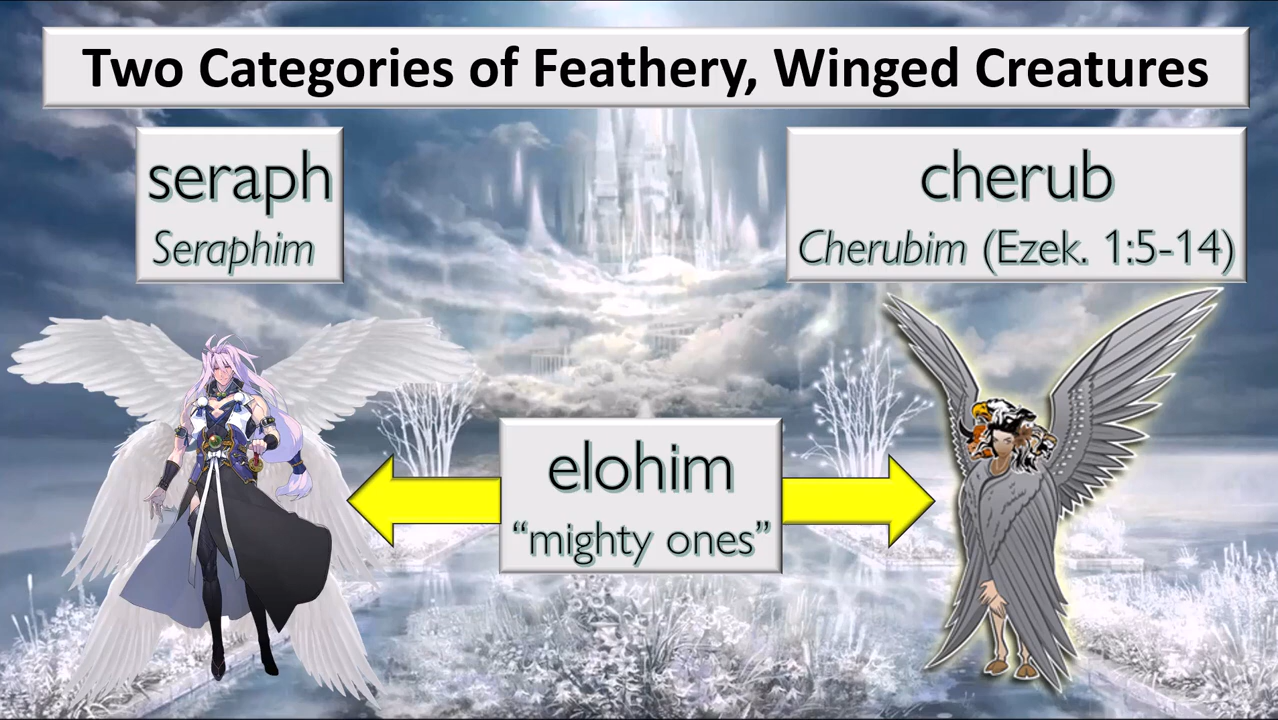 Two Categories of Feathery, Winged Creatures
seraph
Seraphim
cherub
Cherubim (Ezek. 1:5-14)
elohim
“mighty ones”